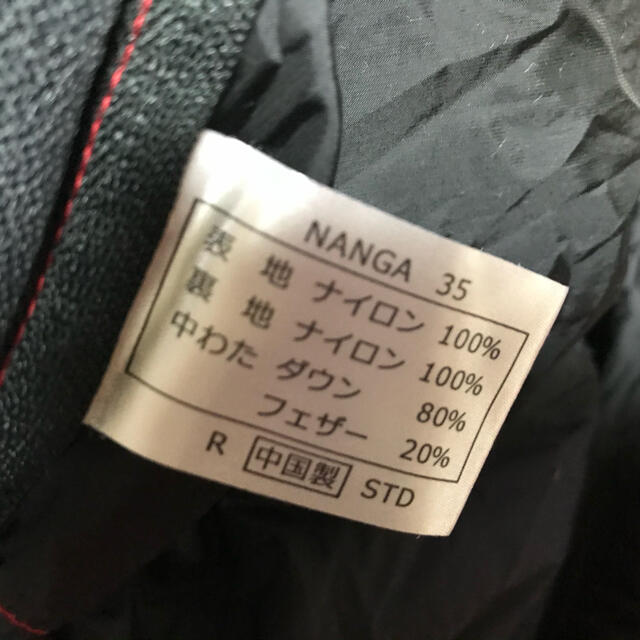 NANGA 35
表地 ナイロン 100%
裏地 ナイロン 100%
中わた ダウン 80%
フェザー 20%
R 中国製 STD